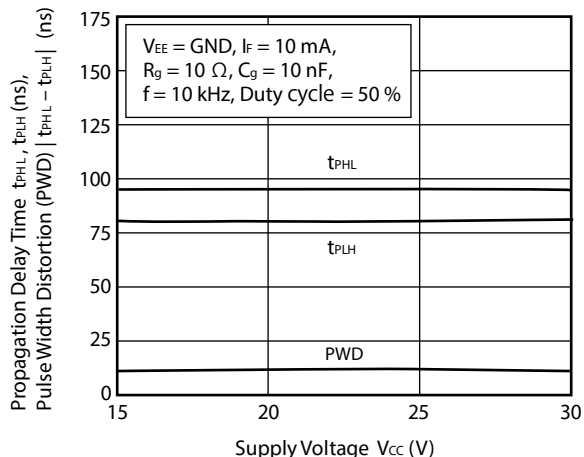 Propagation Delay Time tPHL, tPLH (ns),
Pulse Width Distortion (PWD) | tPHL – tPLH| (ns)
175
150
125
100
75
50
25
0
VEE = GND, IF = 10 mA,
Rg = 10 Ω, Cg = 10 nF,
f = 10 kHz, Duty cycle = 50 %
tPHL
tPLH
PWD
15
20
25
30
Supply Voltage VCC (V)